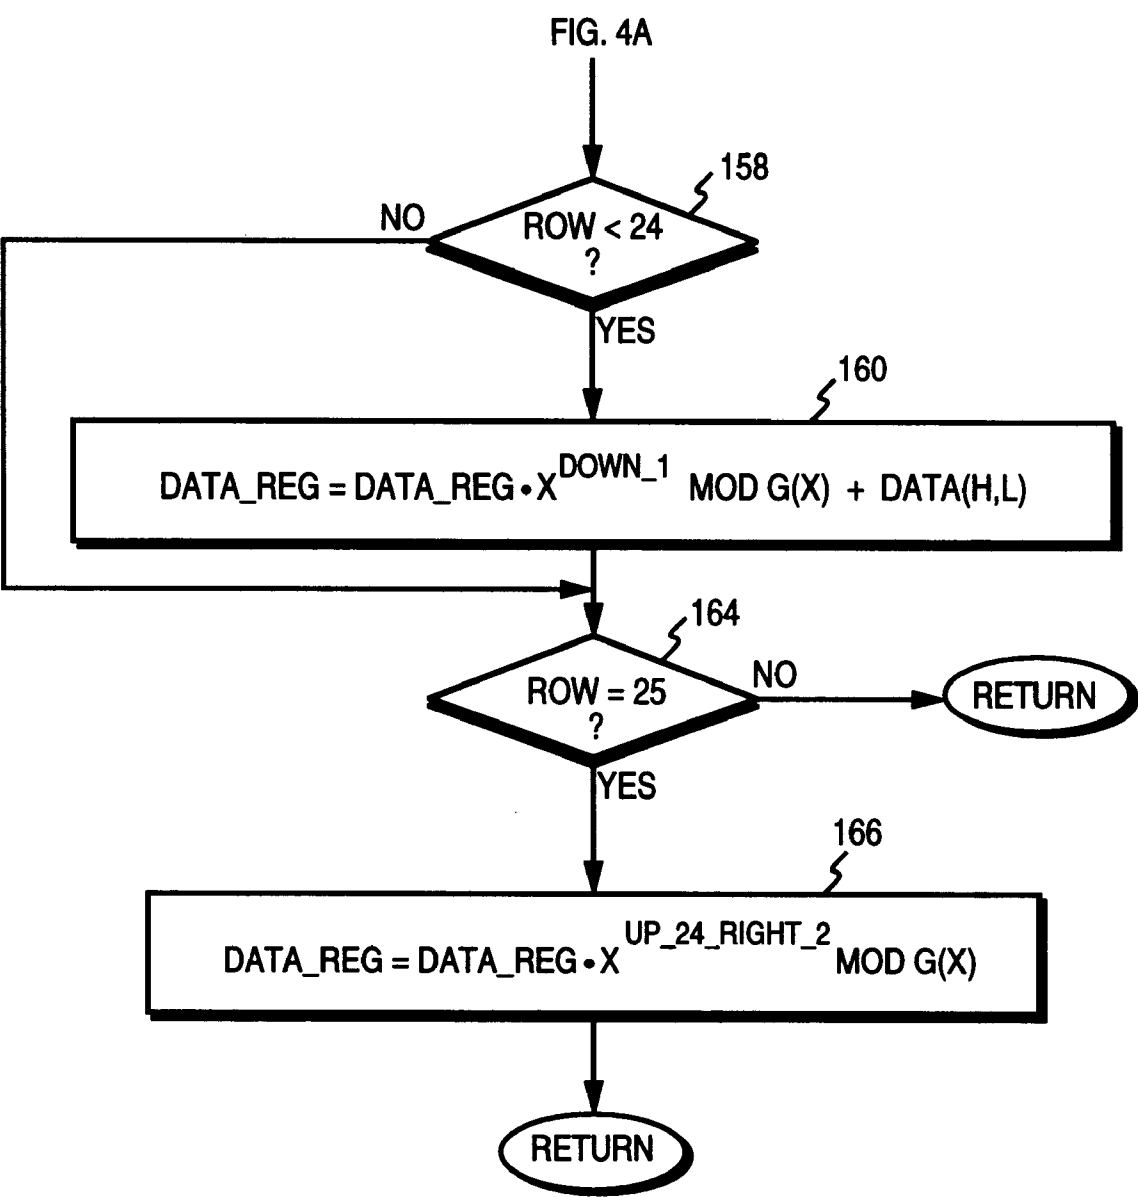 FIG. 4A
158
NO
ROW < 24
?
YES
160
DATA_REG = DATA_REG • X^DOWN_1 MOD G(X) + DATA(H,L)
164
ROW = 25
?
NO
RETURN
YES
166
DATA_REG = DATA_REG • X^UP_24_RIGHT_2 MOD G(X)
RETURN